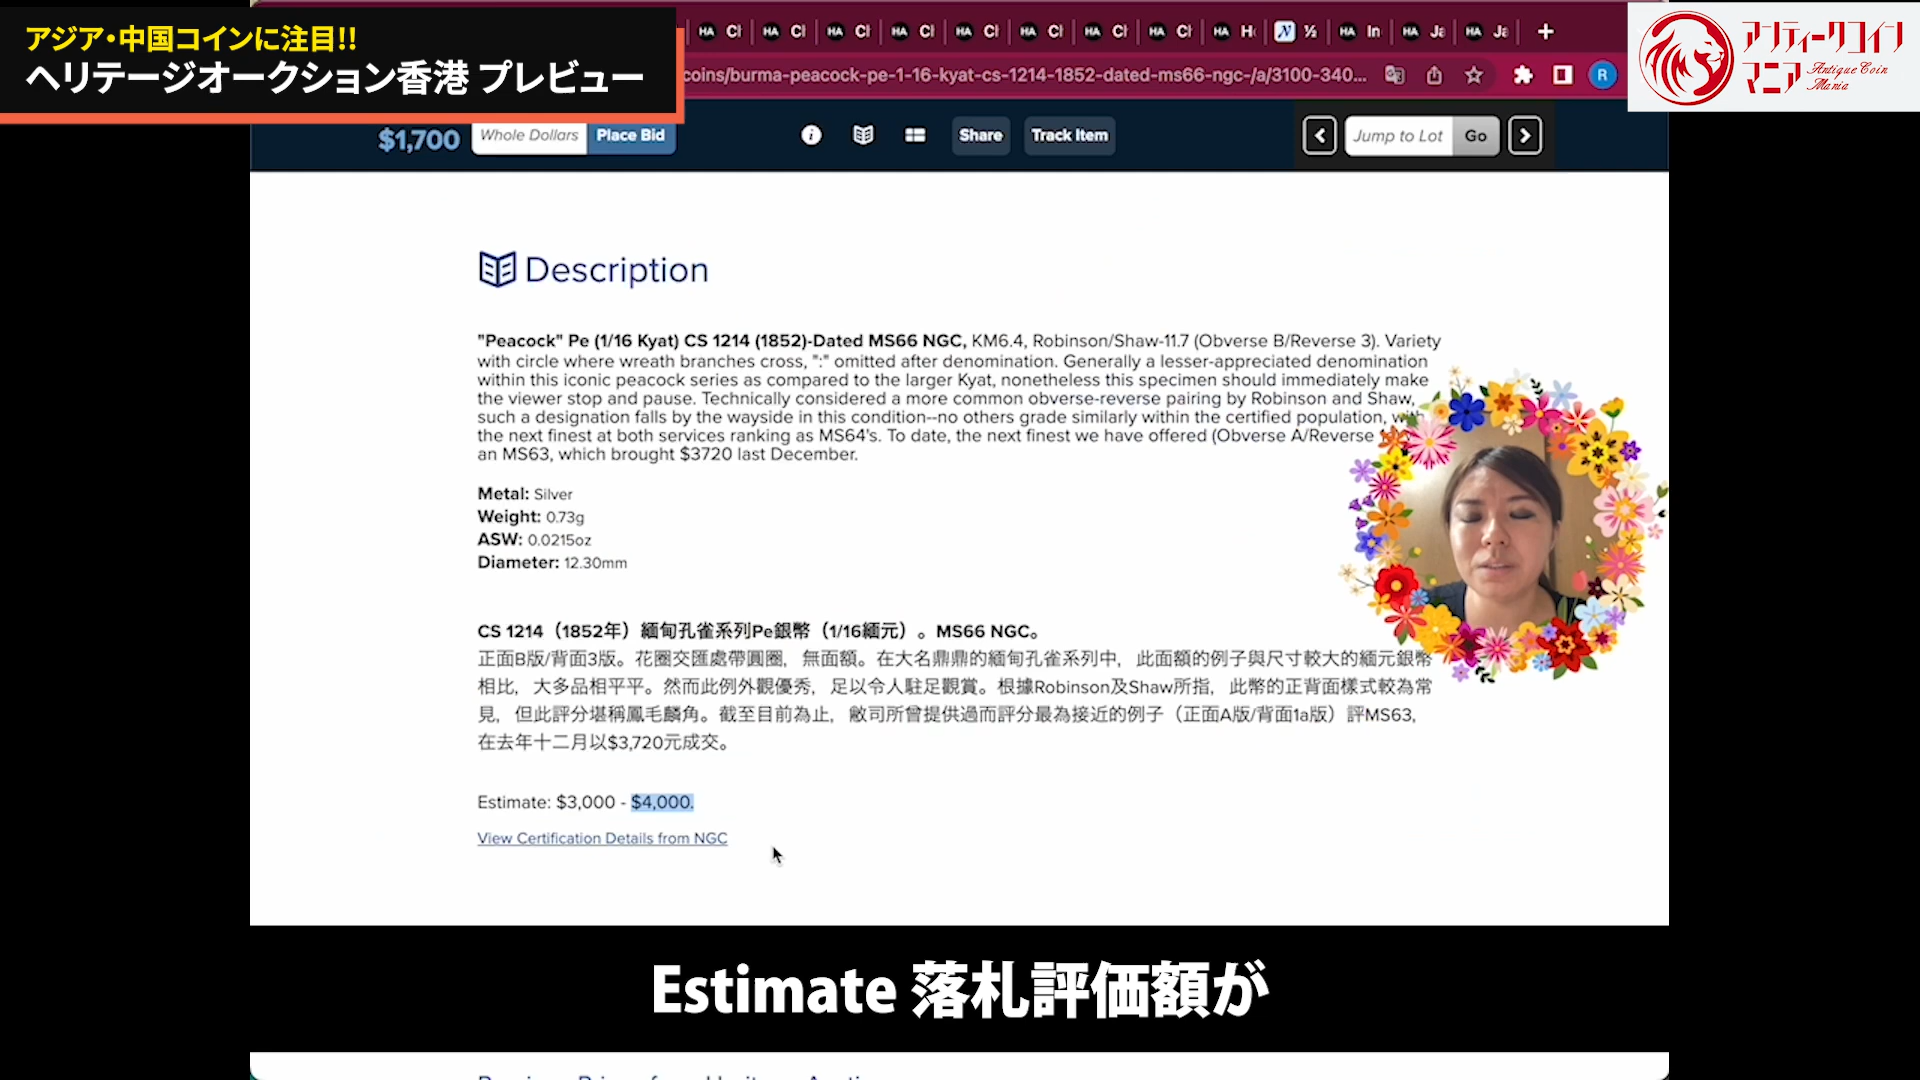 アジア・中国コインに注目!!
ヘリテージオークション香港 プレビュー
coins/burma-peacock-pe-1-16-kyat-cs-1214-1852-dated-ms66-ngc-/a/3100-340...
R
アンティークコイン
マニア
Antique Coin
Mania
$1,700
Whole Dollars
Place Bid
Share
Track Item
Jump to Lot
Go
Description
"Peacock" Pe (1/16 Kyat) CS 1214 (1852)-Dated MS66 NGC, KM6.4, Robinson/Shaw-11.7 (Obverse B/Reverse 3). Variety
with circle where wreath branches cross, ":" omitted after denomination. Generally a lesser-appreciated denomination
within this iconic peacock series as compared to the larger Kyat, nonetheless this specimen should immediately make
the viewer stop and pause. Technically considered a more common obverse-reverse pairing by Robinson and Shaw,
such a designation falls by the wayside in this condition--no others grade similarly within the certified population, with
the next finest at both services ranking as MS64's. To date, the next finest we have offered (Obverse A/Reverse
an MS63, which brought $3720 last December.
Metal: Silver
Weight: 0.73g
ASW: 0.0215oz
Diameter: 12.30mm
CS 1214（1852年）緬甸孔雀系列Pe銀幣（1/16緬元）。MS66 NGC。
正面B版/背面3版。花圈交匯處帶圓圈，無面額。在大名鼎鼎的緬甸孔雀系列中，此面額的例子與尺寸較大的緬元銀幣
相比，大多品相平平。然而此例外觀優秀，足以令人駐足觀賞。根據Robinson及Shaw所指，此幣的正背面樣式較為常
見，但此評分堪稱鳳毛麟角。截至目前為止，敝司所曾提供過而評分最為接近的例子（正面A版/背面1a版）評MS63，
在去年十二月以$3,720元成交。
Estimate: $3,000 - $4,000.
View Certification Details from NGC
Estimate 落札評価額が